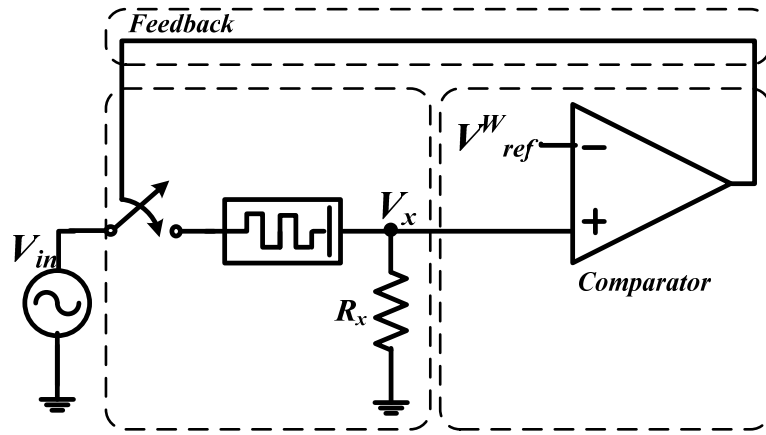 Feedback
V^W_ref
−
V_x
+
V_in
Comparator
R_x